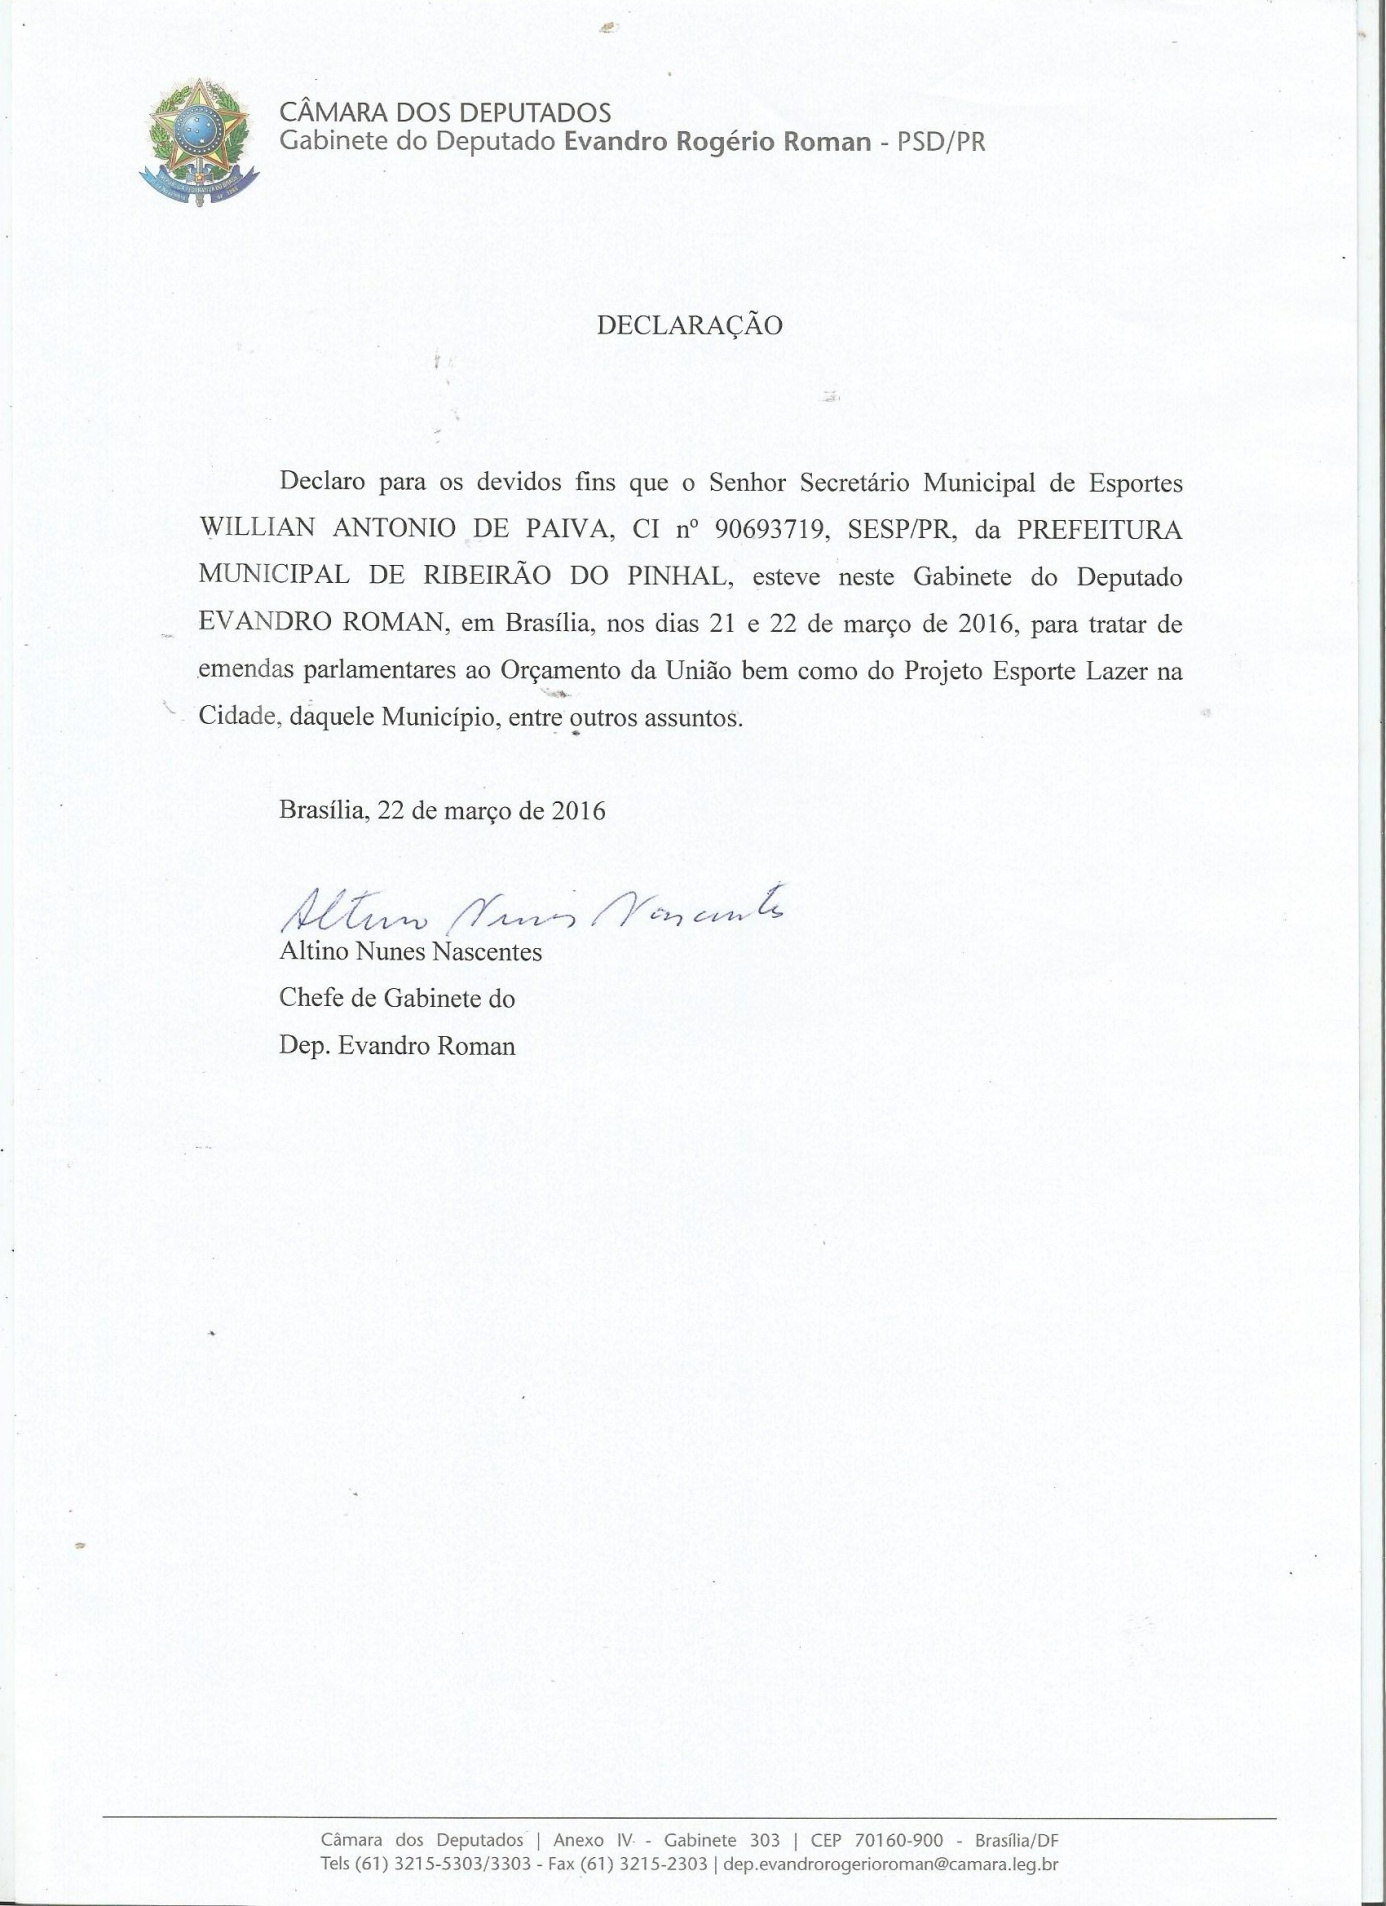 CÂMARA DOS DEPUTADOS
Gabinete do Deputado Evandro Rogério Roman - PSD/PR
DECLARAÇÃO
Declaro para os devidos fins que o Senhor Secretário Municipal de Esportes
WILLIAN ANTONIO DE PAIVA, CI nº 90693719, SESP/PR, da PREFEITURA
MUNICIPAL DE RIBEIRÃO DO PINHAL, esteve neste Gabinete do Deputado
EVANDRO ROMAN, em Brasília, nos dias 21 e 22 de março de 2016, para tratar de
emendas parlamentares ao Orçamento da União bem como do Projeto Esporte Lazer na
Cidade, daquele Município, entre outros assuntos.
Brasília, 22 de março de 2016
Altino Nunes Nascentes
Altino Nunes Nascentes
Chefe de Gabinete do
Dep. Evandro Roman
Câmara dos Deputados | Anexo IV - Gabinete 303 | CEP 70160-900 - Brasília/DF
Tels (61) 3215-5303/3303 - Fax (61) 3215-2303 | dep.evandrorogerioroman@camara.leg.br